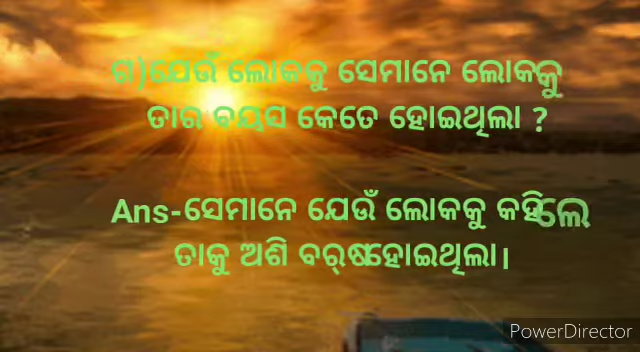 ଗ)ଯେଉଁ ଲୋକକୁ ସେମାନେ ଲୋକକୁ
ତାର ବୟସ କେତେ ହୋଇଥିଲା ?
Ans-ସେମାନେ ଯେଉଁ ଲୋକକୁ କହିଲେ
ତାକୁ ଅଶି ବର୍ଷହୋଇଥିଲା।
PowerDirector